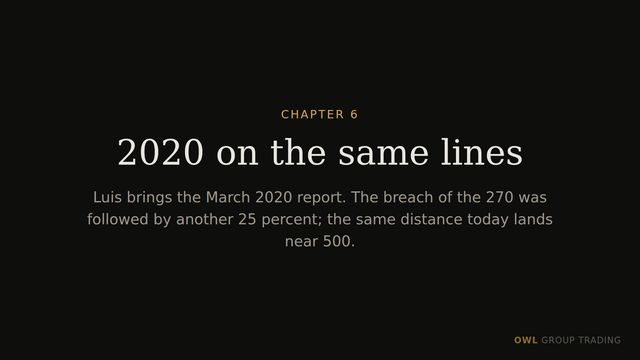 CHAPTER 6
2020 on the same lines
Luis brings the March 2020 report. The breach of the 270 was
followed by another 25 percent; the same distance today lands
near 500.
OWL GROUP TRADING